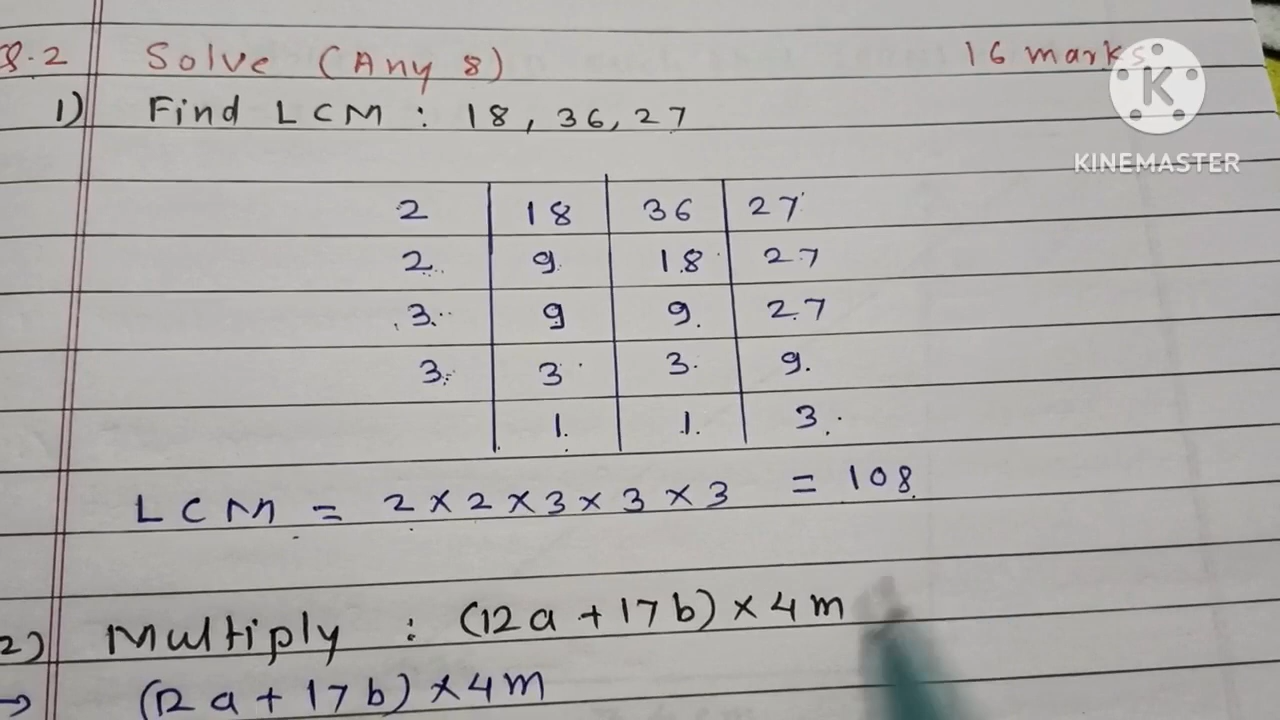 Q.2 Solve (Any 8) 16 marks
K
KINEMASTER
1) Find LCM : 18, 36, 27
2 18 36 27
2 9 18 27
3 9 9 27
3 3 3 9
1 1 3
LCM = 2 × 2 × 3 × 3 × 3 = 108
2) Multiply : (12a + 17b) × 4m
→ (12a + 17b) × 4m